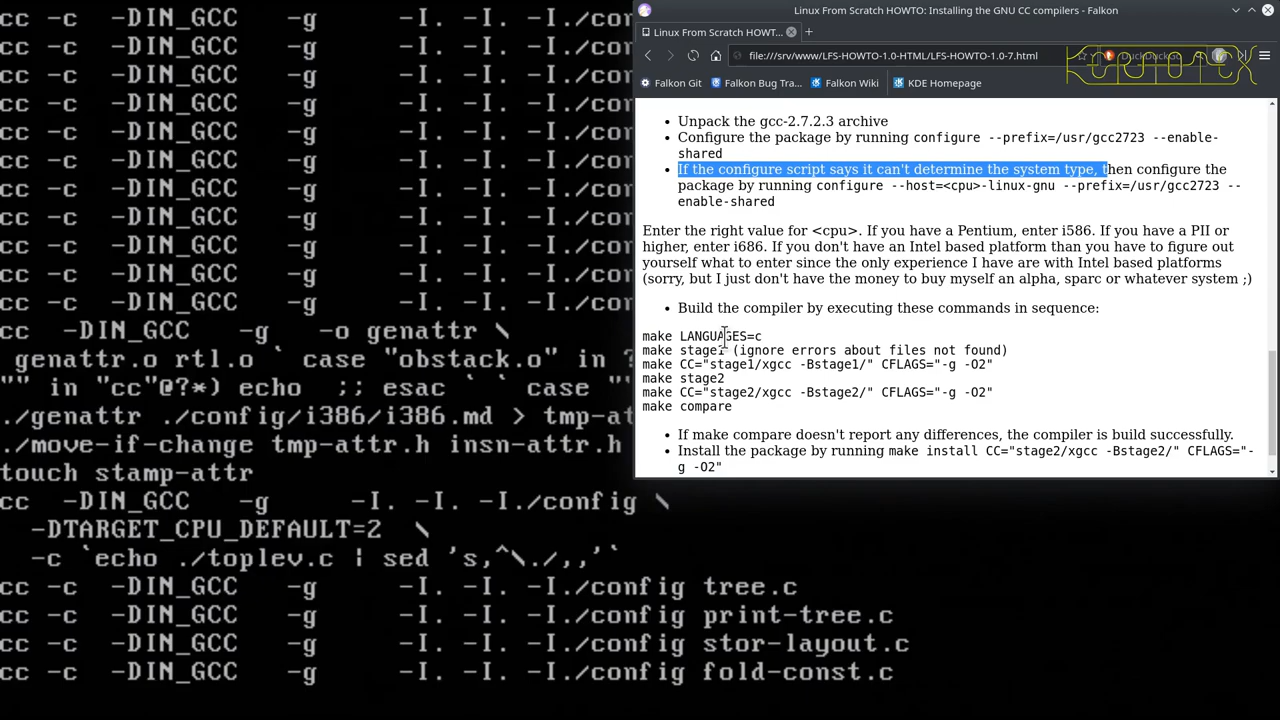 Linux From Scratch HOWTO: Installing the GNU CC compilers - Falkon
Linux From Scratch HOWT...
file:///srv/www/LFS-HOWTO-1.0-HTML/LFS-HOWTO-1.0-7.html
KURMOTEX
Falkon Git
Falkon Bug Tra...
Falkon Wiki
KDE Homepage
Unpack the gcc-2.7.2.3 archive
Configure the package by running configure --prefix=/usr/gcc2723 --enable-
shared
If the configure script says it can't determine the system type, then configure the
package by running configure --host=<cpu>-linux-gnu --prefix=/usr/gcc2723 --
enable-shared
Enter the right value for <cpu>. If you have a Pentium, enter i586. If you have a PII or
higher, enter i686. If you don't have an Intel based platform than you have to figure out
yourself what to enter since the only experience I have are with Intel based platforms
(sorry, but I just don't have the money to buy myself an alpha, sparc or whatever system ;)
Build the compiler by executing these commands in sequence:
make LANGUAGES=c
make stage1 (ignore errors about files not found)
make CC="stage1/xgcc -Bstage1/" CFLAGS="-g -O2"
make stage2
make CC="stage2/xgcc -Bstage2/" CFLAGS="-g -O2"
make compare
If make compare doesn't report any differences, the compiler is build successfully.
Install the package by running make install CC="stage2/xgcc -Bstage2/" CFLAGS="-
g -O2"
cc -c -DIN_GCC -g -I. -I. -I./conf
cc -c -DIN_GCC -g -I. -I. -I./conf
cc -c -DIN_GCC -g -I. -I. -I./conf
cc -c -DIN_GCC -g -I. -I. -I./conf
cc -c -DIN_GCC -g -I. -I. -I./conf
cc -c -DIN_GCC -g -I. -I. -I./conf
cc -c -DIN_GCC -g -I. -I. -I./conf
cc -c -DIN_GCC -g -I. -I. -I./conf
cc -c -DIN_GCC -g -I. -I. -I./conf
cc -c -DIN_GCC -g -I. -I. -I./conf
cc -c -DIN_GCC -g -I. -I. -I./conf
cc -DIN_GCC -g -o genattr \
genattr.o rtl.o ` case "obstack.o" in ?
"" in "cc"@?*) echo ;; esac ` ` case
./genattr ./config/i386/i386.md > tmp-at
./move-if-change tmp-attr.h insn-attr.h
touch stamp-attr
cc -DIN_GCC -g -I. -I. -I./config \
-DTARGET_CPU_DEFAULT=2 \
-c `echo ./toplev.c | sed 's,^\./,,'`
cc -c -DIN_GCC -g -I. -I. -I./config tree.c
cc -c -DIN_GCC -g -I. -I. -I./config print-tree.c
cc -c -DIN_GCC -g -I. -I. -I./config stor-layout.c
cc -c -DIN_GCC -g -I. -I. -I./config fold-const.c